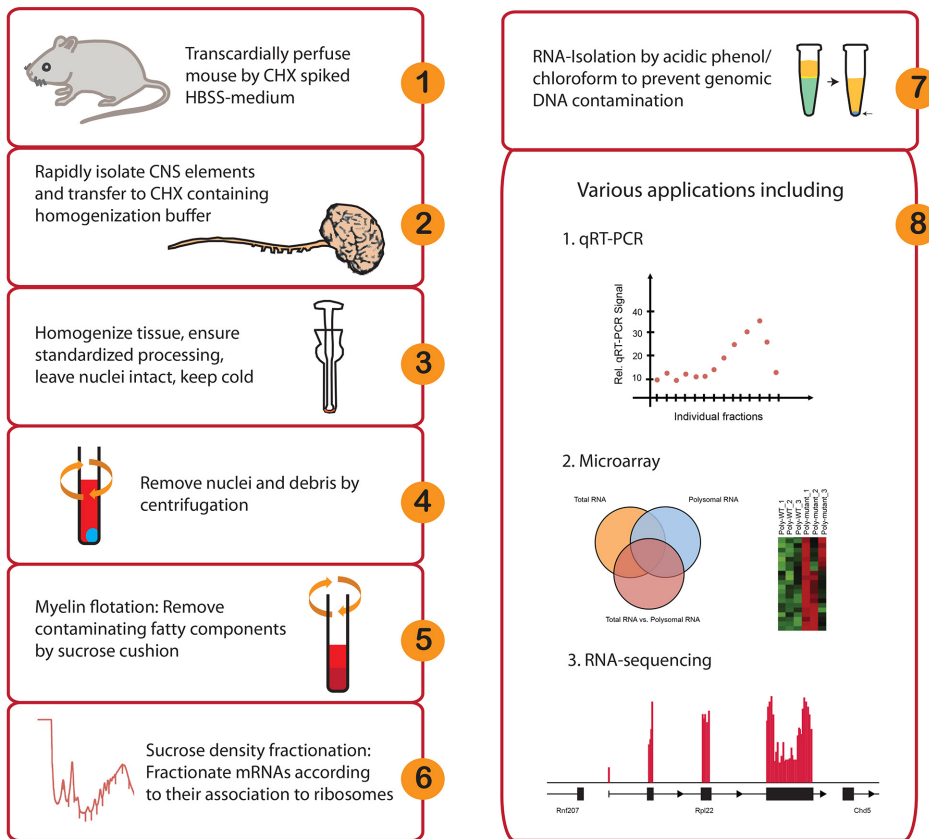 Transcardially perfuse
mouse by CHX spiked
HBSS-medium
1
Rapidly isolate CNS elements
and transfer to CHX containing
homogenization buffer
2
Homogenize tissue, ensure
standardized processing,
leave nuclei intact, keep cold
3
Remove nuclei and debris by
centrifugation
4
Myelin flotation: Remove
contaminating fatty components
by sucrose cushion
5
Sucrose density fractionation:
Fractionate mRNAs according
to their association to ribosomes
6
RNA-Isolation by acidic phenol/
chloroform to prevent genomic
DNA contamination
7
Various applications including
8
1. qRT-PCR
Rel. qRT-PCR Signal
40
30
20
10
Individual fractions
2. Microarray
Total RNA
Polysomal RNA
Total RNA vs. Polysomal RNA
Poly-WT_1
Poly-WT_2
Poly-WT_3
Poly-mutant_1
Poly-mutant_2
Poly-mutant_3
3. RNA-sequencing
Rnf207
Rpl22
Chd5